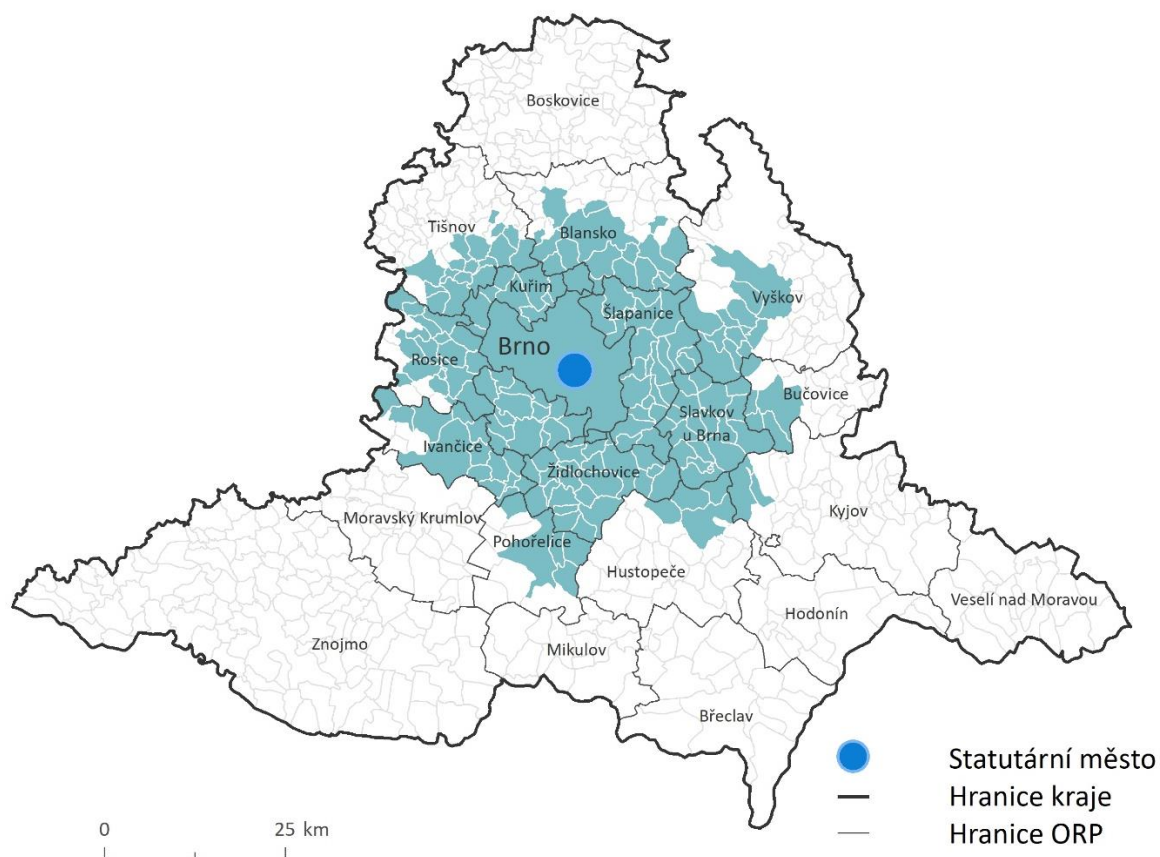 Boskovice
Tišnov
Blansko
Kuřim
Vyškov
Šlapanice
Brno
Rosice
Bučovice
Slavkov
u Brna
Ivančice
Židlochovice
Kyjov
Moravský Krumlov
Pohořelice
Hustopeče
Veselí nad Moravou
Hodonín
Znojmo
Mikulov
Břeclav
Statutární město
Hranice kraje
Hranice ORP
0 25 km